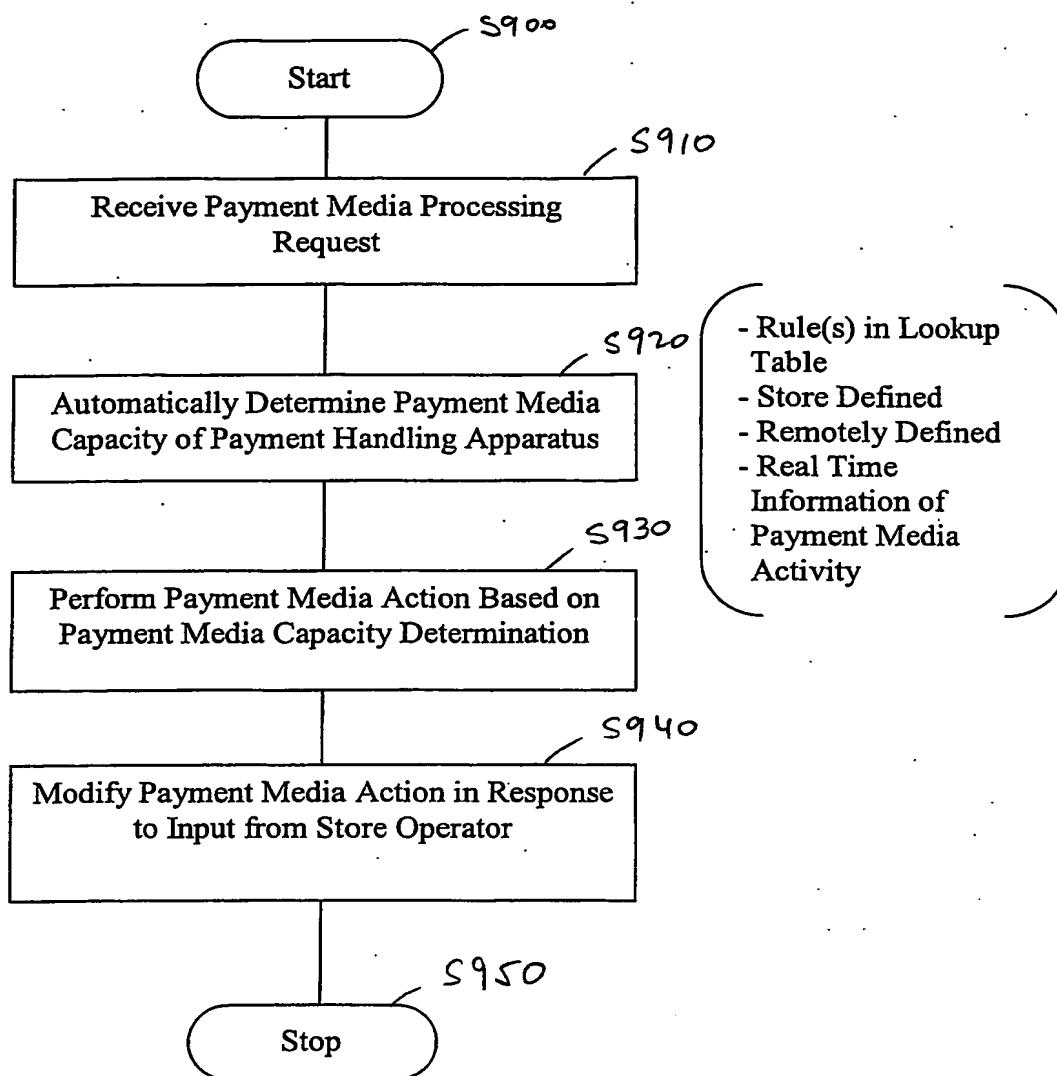 S900
Start
S910
Receive Payment Media Processing
Request
S920
Automatically Determine Payment Media
Capacity of Payment Handling Apparatus
- Rule(s) in Lookup
Table
- Store Defined
- Remotely Defined
- Real Time
Information of
Payment Media
Activity
S930
Perform Payment Media Action Based on
Payment Media Capacity Determination
S940
Modify Payment Media Action in Response
to Input from Store Operator
S950
Stop